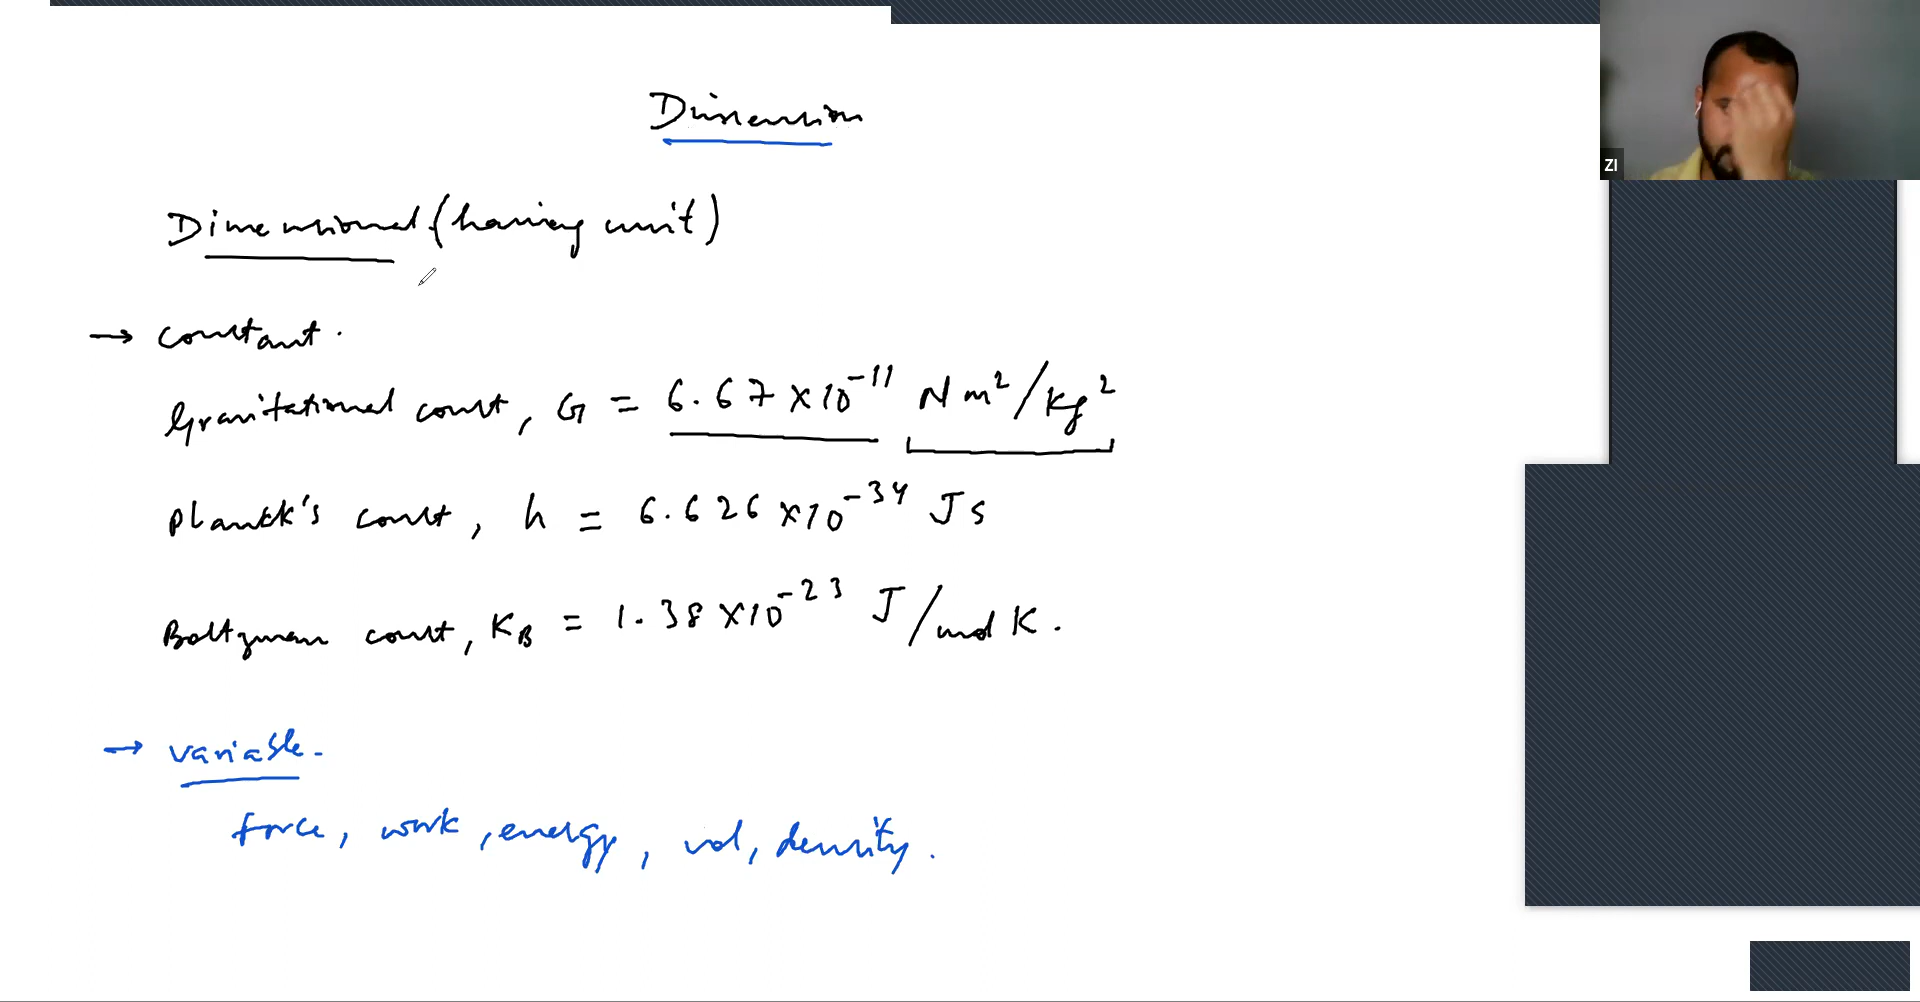 Dimension
Dimensional (having unit)
→ constant.
Gravitational const, G = 6.67 × 10⁻¹¹ Nm²/kg²
Planck's const, h = 6.626 × 10⁻³⁴ Js
Boltzman const, KB = 1.38 × 10⁻²³ J/mol K.
→ variable.
force, work, energy, vol, density.
ZI